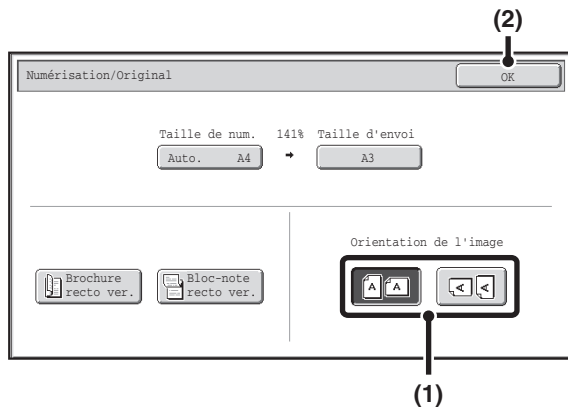 (2)
Numérisation/Original
OK
Taille de num. 141% Taille d'envoi
Auto. A4 → A3
Orientation de l'image
Brochure
recto ver.
Bloc-note
recto ver.
A A A A
(1)